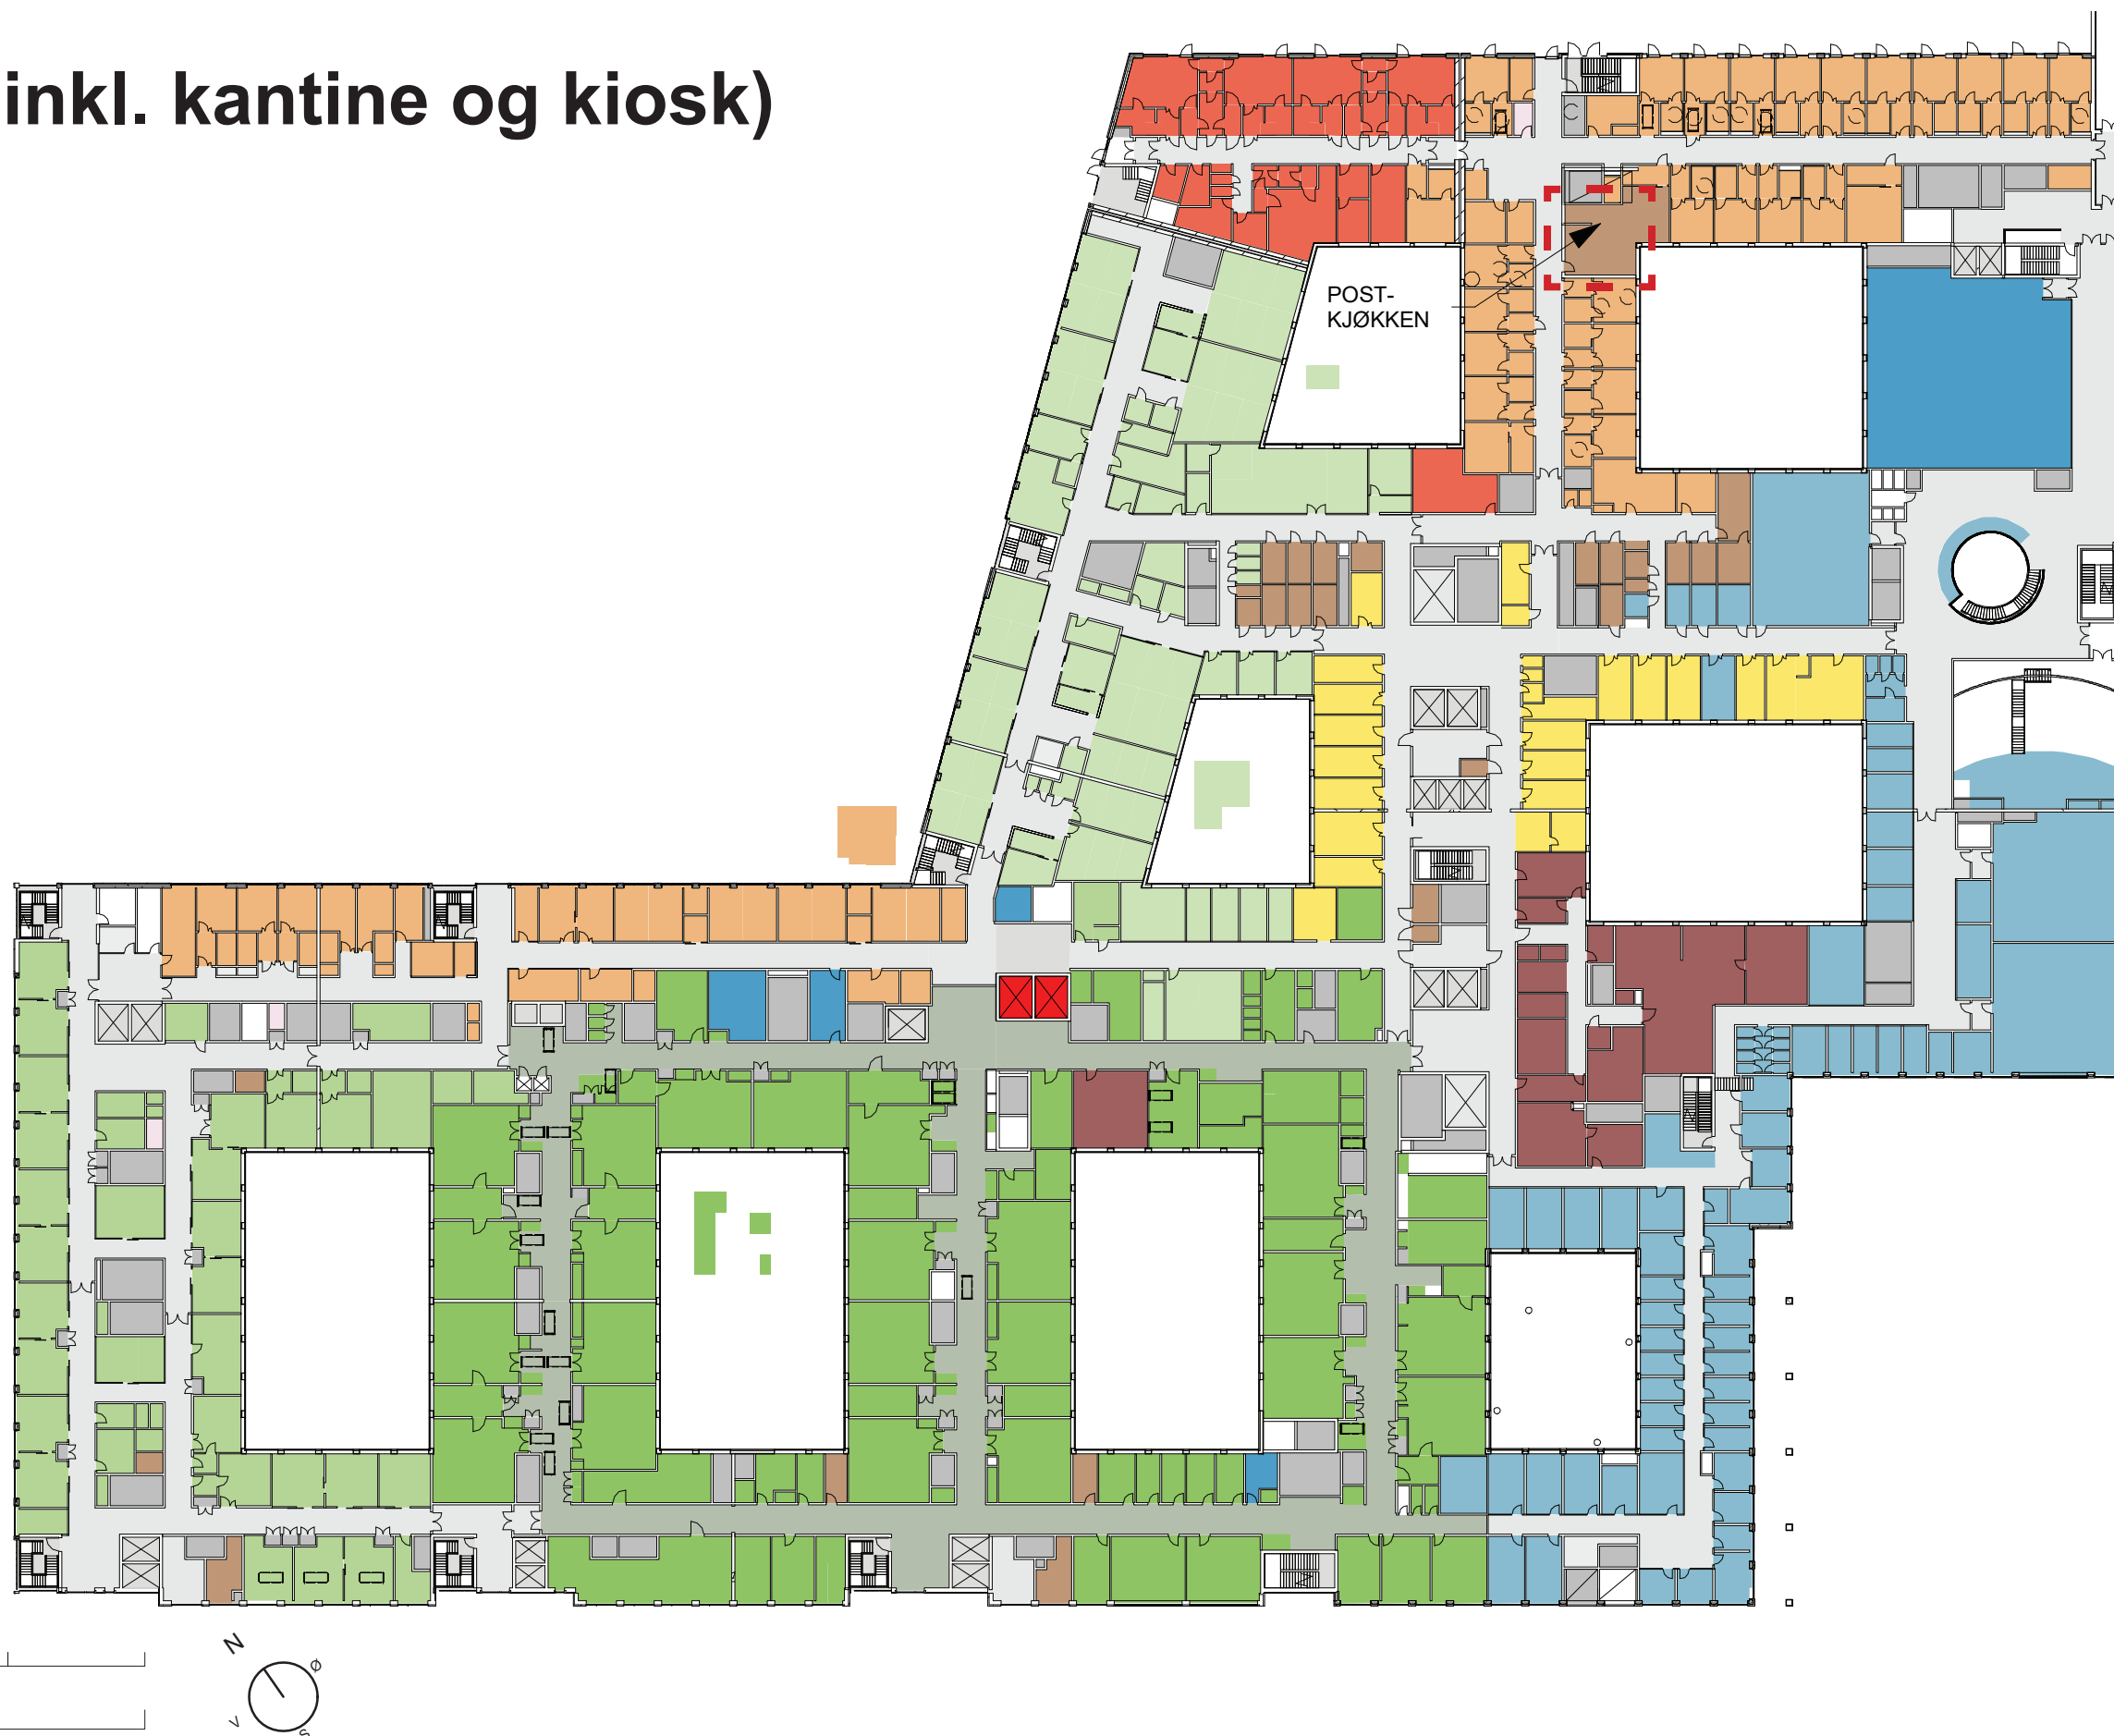 inkl. kantine og kiosk)
POST-
KJØKKEN
N
Ø
V
S